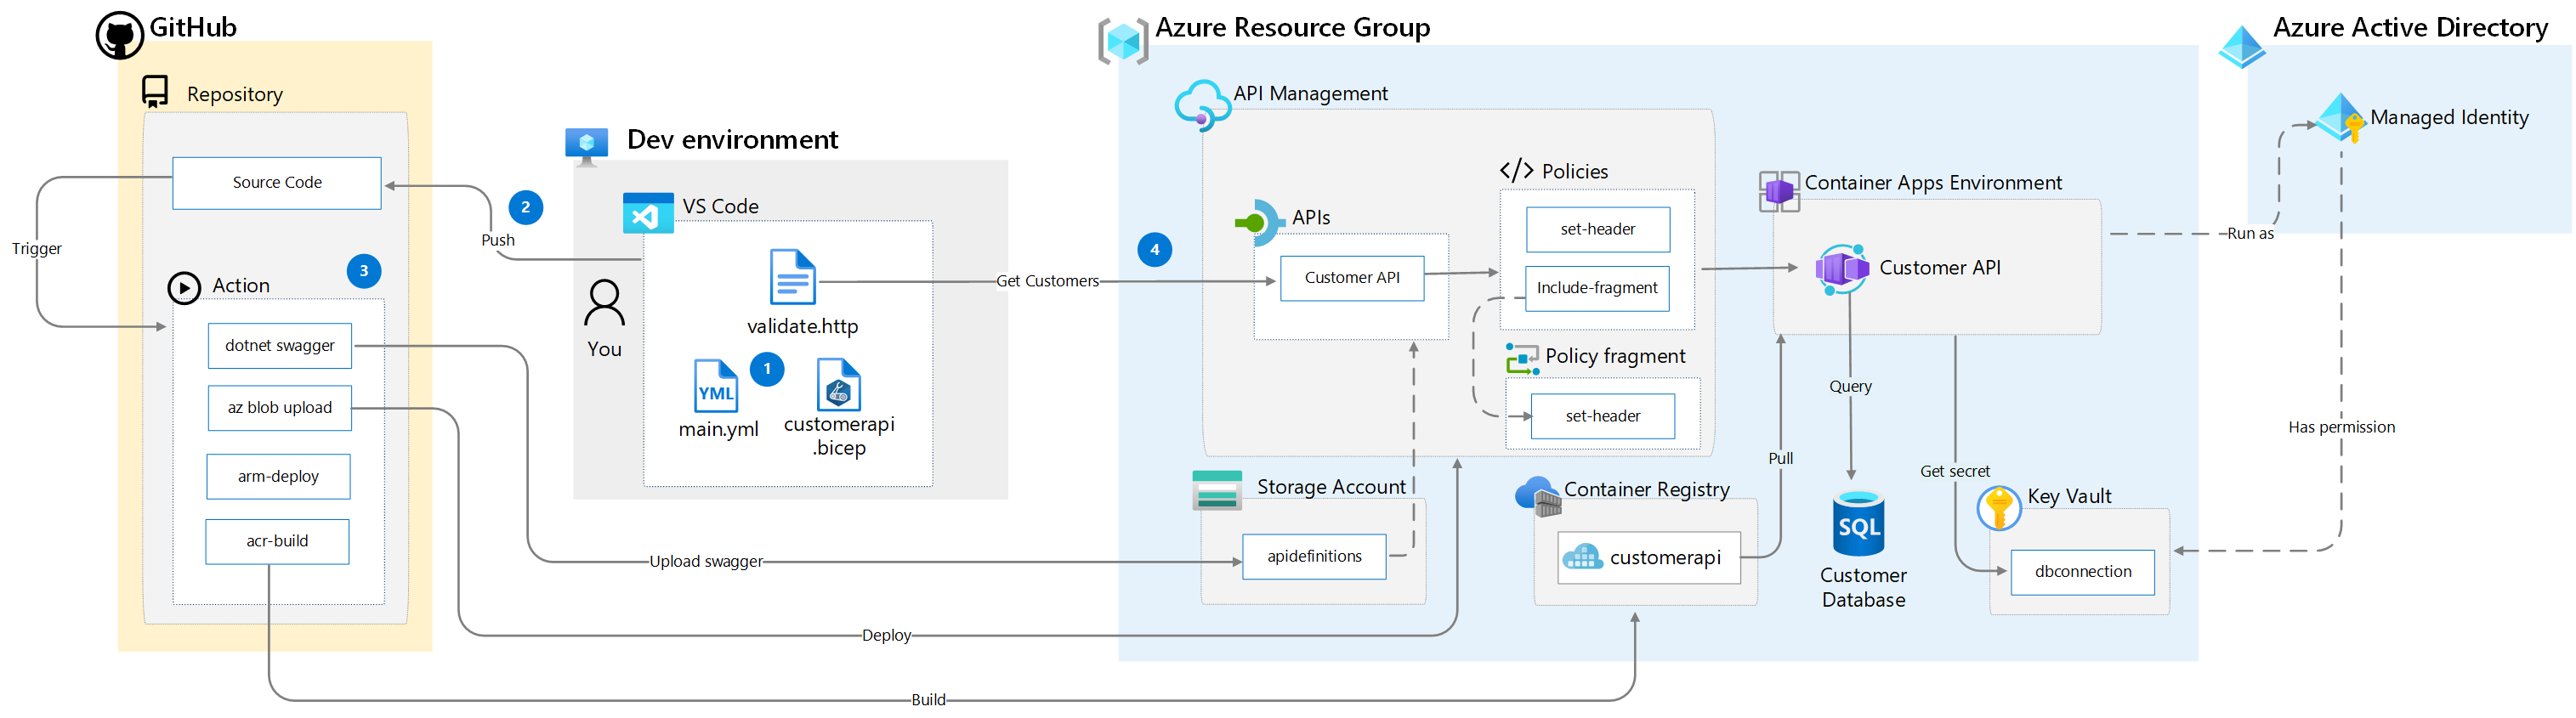 GitHub
Repository
Source Code
Trigger
Action
3
dotnet swagger
az blob upload
arm-deploy
acr-build
2
Push
Dev environment
VS Code
You
validate.http
1
YML
main.yml
customerapi
.bicep
Get Customers
4
Upload swagger
Deploy
Build
Azure Resource Group
API Management
APIs
Customer API
</> Policies
set-header
Include-fragment
Policy fragment
set-header
Storage Account
apidefinitions
Container Registry
customerapi
Pull
Container Apps Environment
Customer API
Query
SQL
Customer
Database
Get secret
Key Vault
dbconnection
Run as
Azure Active Directory
Managed Identity
Has permission